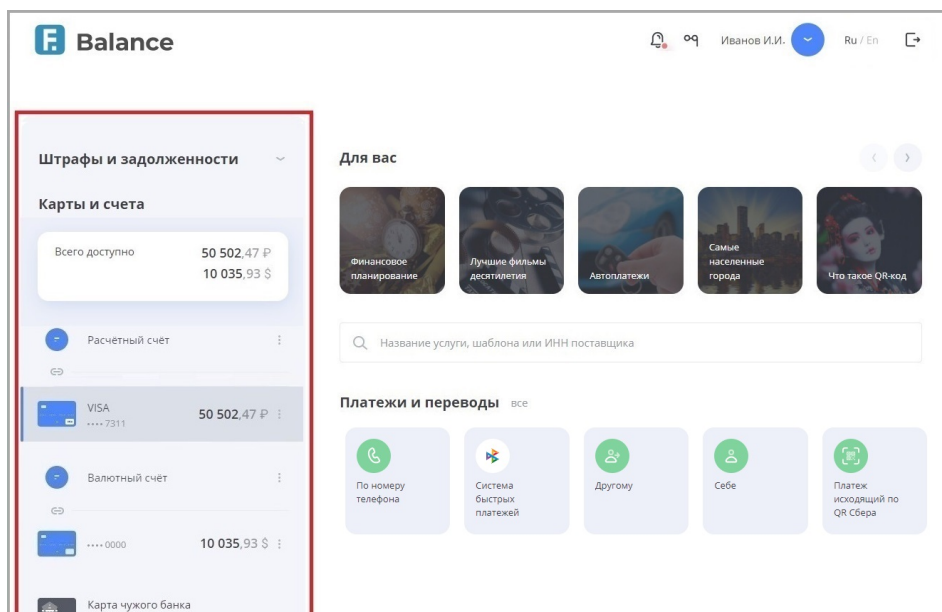 F. Balance
Иванов И.И.
Ru / En
Штрафы и задолженности
Карты и счета
Всего доступно
50 502,47 ₽
10 035,93 $
Расчётный счёт
VISA
•••• 7311
50 502,47 ₽
Валютный счёт
•••• 0000
10 035,93 $
Карта чужого банка
Для вас
Финансовое
планирование
Лучшие фильмы
десятилетия
Автоплатежи
Самые
населенные
города
Что такое QR-код
Название услуги, шаблона или ИНН поставщика
Платежи и переводы все
По номеру
телефона
Система
быстрых
платежей
Другому
Себе
Платеж
исходящий по
QR Сбера